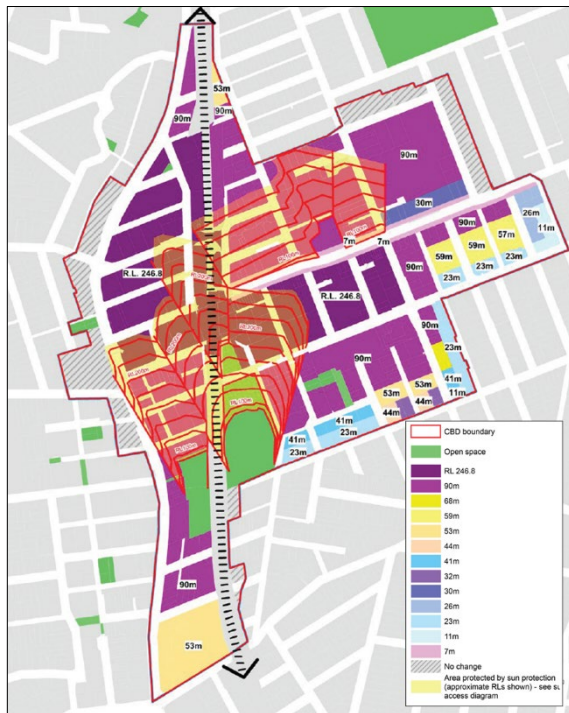 53m
90m
90m
90m
30m
7m
7m
90m
26m
11m
57m
59m
59m
23m
23m
23m
90m
R.L. 246.8
R.L. 246.8
90m
90m
23m
41m
11m
53m
53m
44m
44m
41m
23m
41m
23m
90m
53m
CBD boundary
Open space
RL 246.8
90m
68m
59m
53m
44m
41m
32m
30m
26m
23m
11m
7m
No change
Area protected by sun protection
(approximate RLs shown) - see su
access diagram